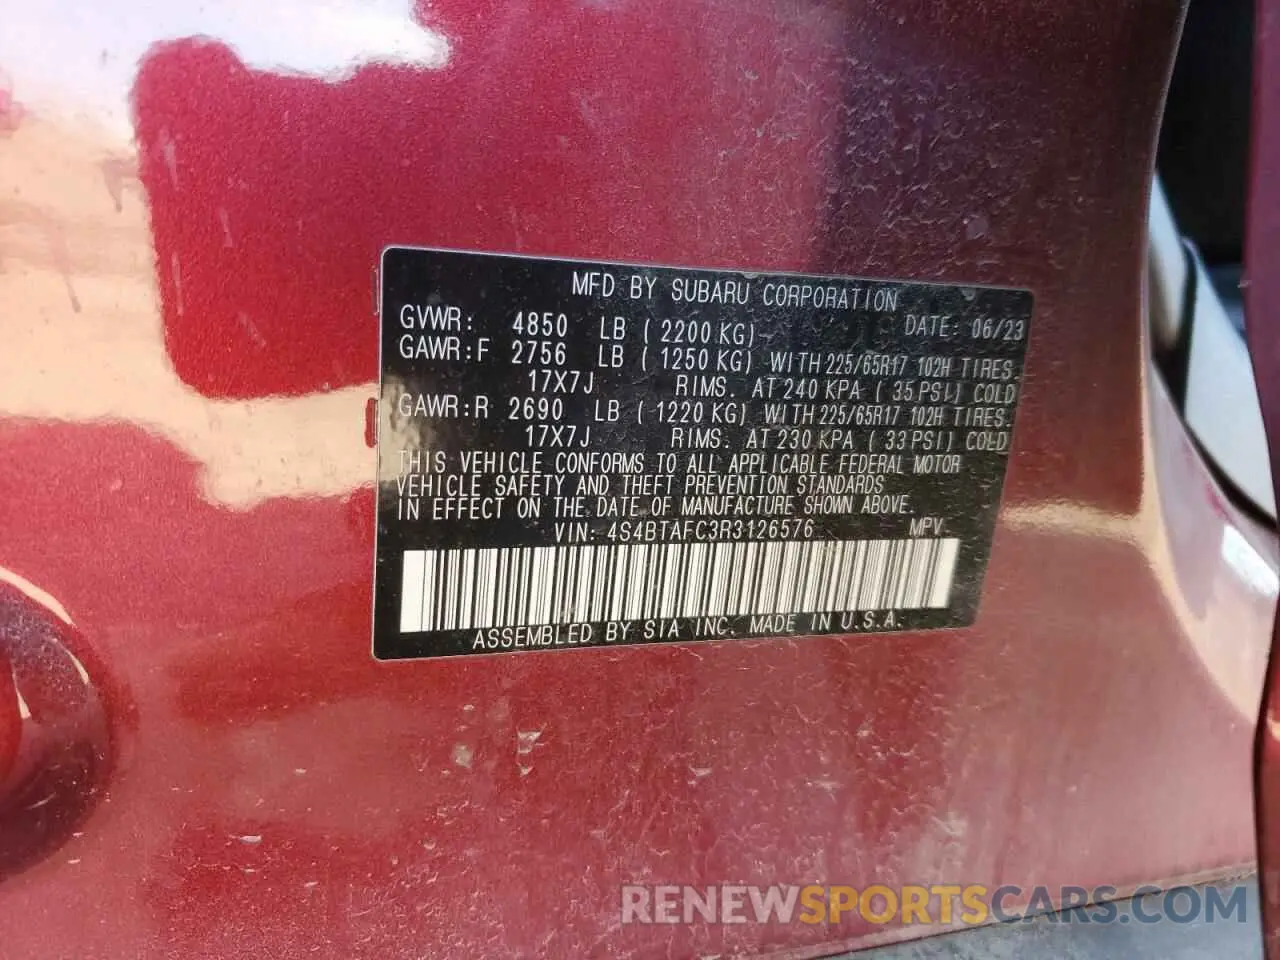 MFD BY SUBARU CORPORATION
GVWR: 4850 LB (2200 KG) DATE: 06/23
GAWR:F 2756 LB (1250 KG) WITH 225/65R17 102H TIRES.
17X7J RIMS. AT 240 KPA (35 PSI) COLD
GAWR:R 2690 LB (1220 KG) WITH 225/65R17 102H TIRES.
17X7J RIMS. AT 230 KPA (33 PSI) COLD
THIS VEHICLE CONFORMS TO ALL APPLICABLE FEDERAL MOTOR
VEHICLE SAFETY AND THEFT PREVENTION STANDARDS
IN EFFECT ON THE DATE OF MANUFACTURE SHOWN ABOVE.
VIN: 4S4BTAFC3R3126576 MPV
ASSEMBLED BY SIA INC. MADE IN U.S.A.
RENEWSPORTSCARS.COM